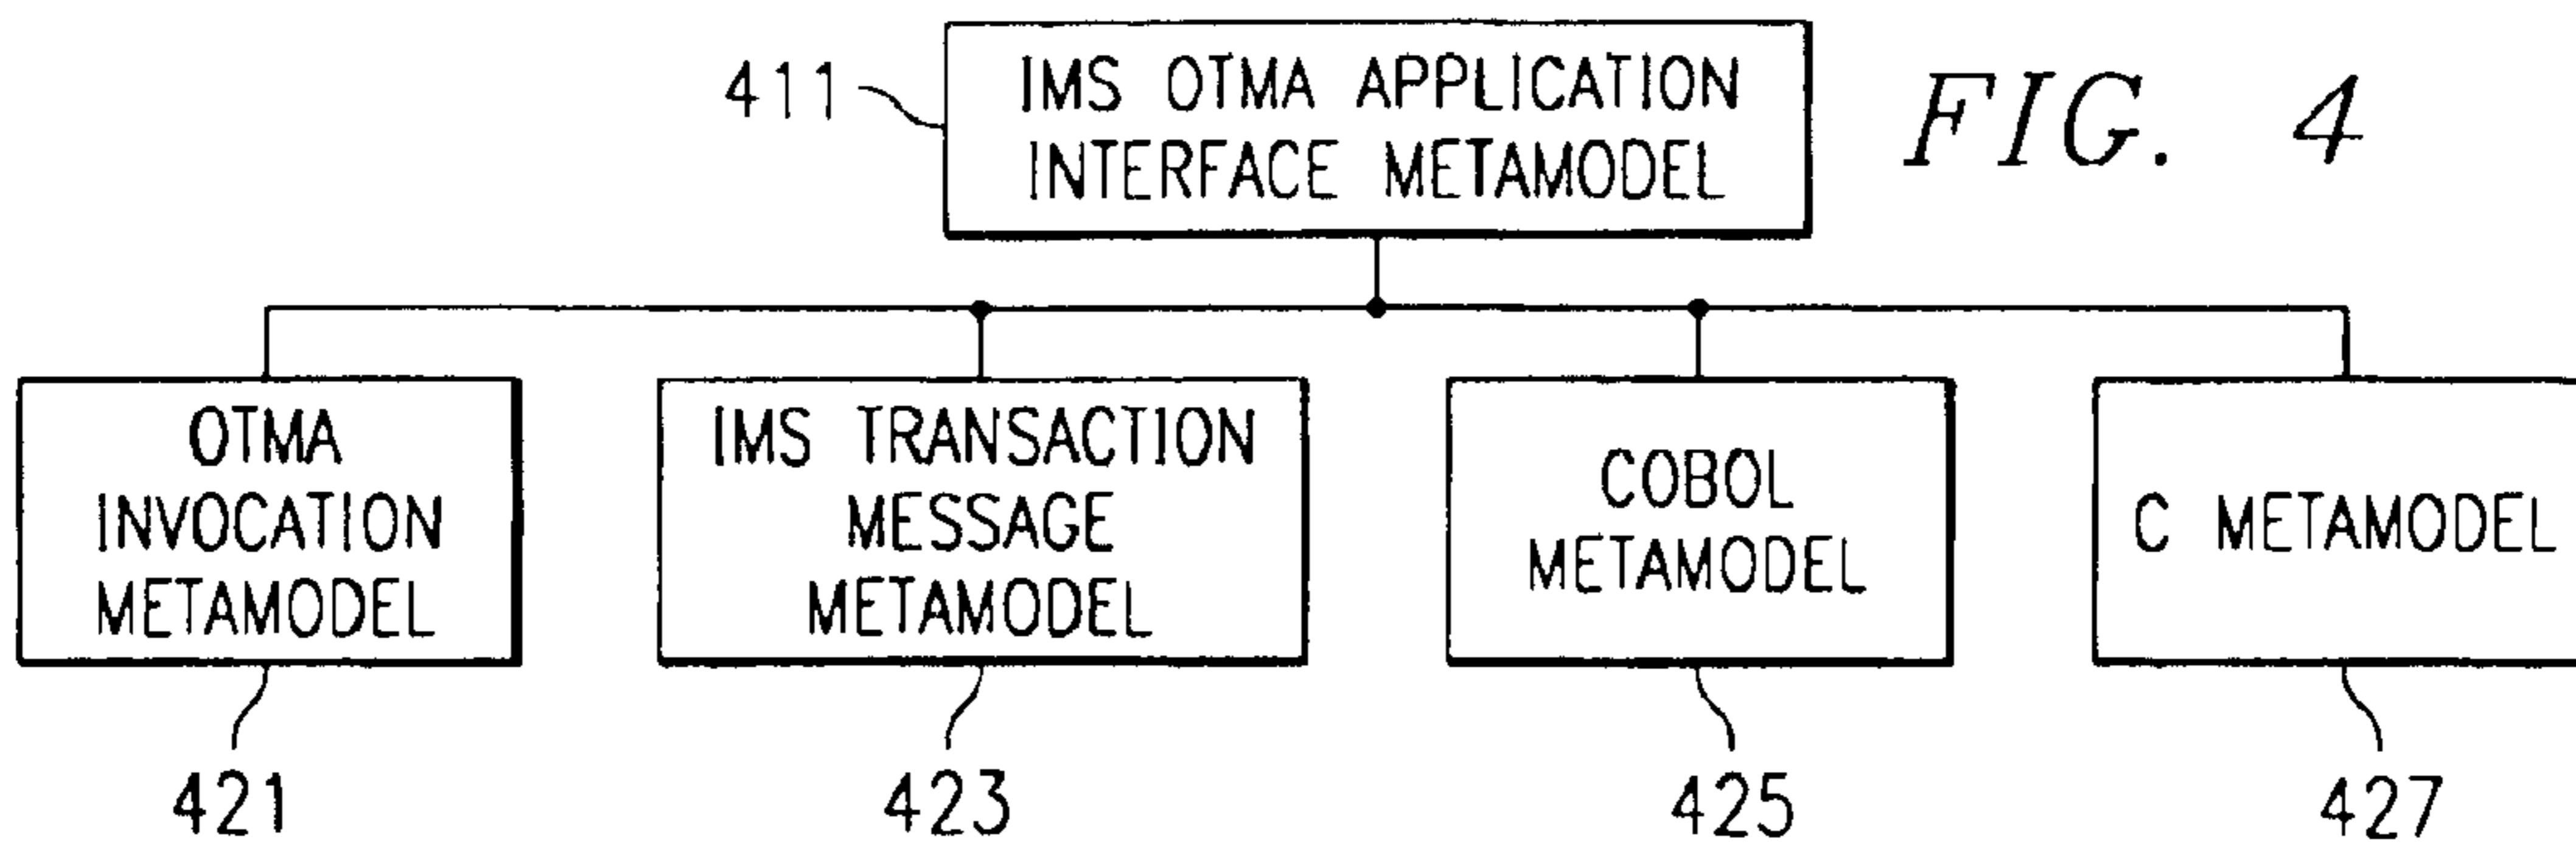 411
IMS OTMA APPLICATION
INTERFACE METAMODEL
FIG. 4
OTMA
INVOCATION
METAMODEL
IMS TRANSACTION
MESSAGE
METAMODEL
COBOL
METAMODEL
C METAMODEL
421
423
425
427